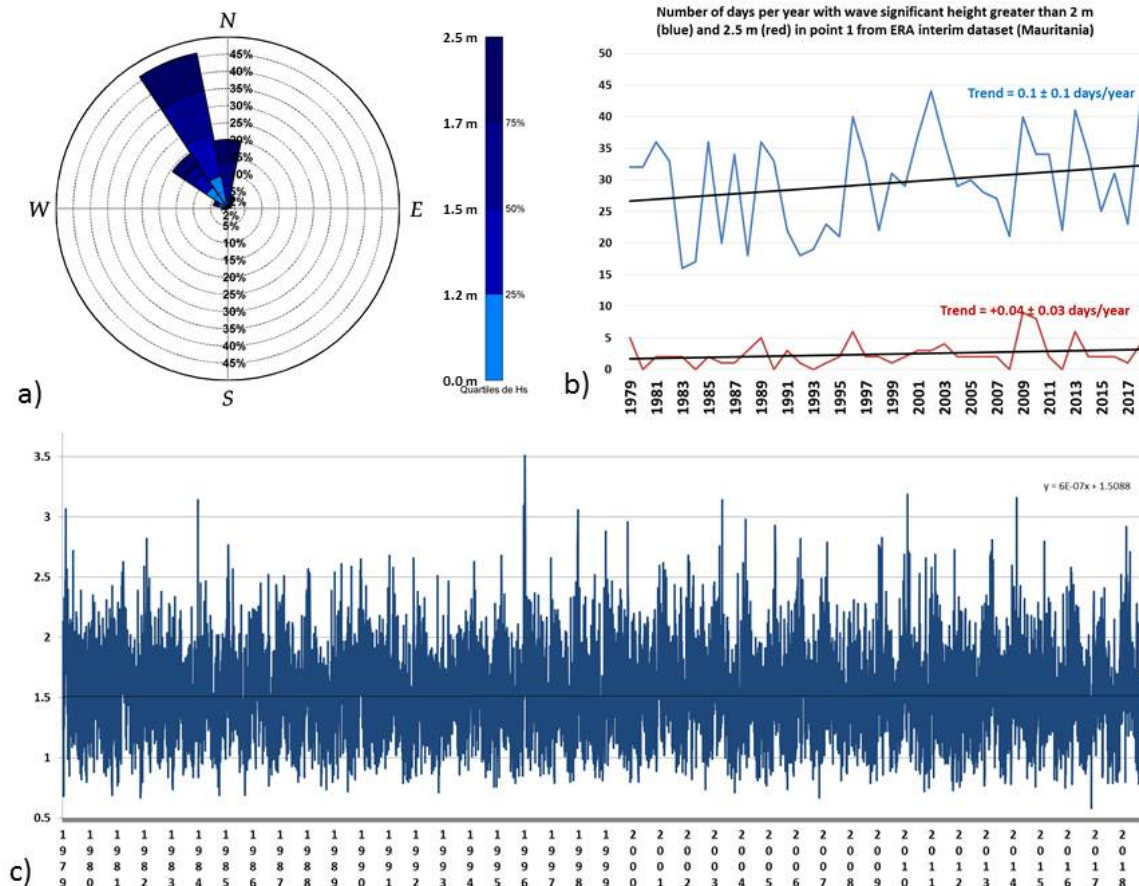 N
45%
40%
35%
30%
25%
20%
15%
10%
5%
2%
W
E
2%
5%
10%
15%
20%
25%
30%
35%
40%
45%
S
a)
2.5 m
1.7 m
75%
1.5 m
50%
1.2 m
25%
0.0 m
Quartiles de Hs
Number of days per year with wave significant height greater than 2 m
(blue) and 2.5 m (red) in point 1 from ERA interim dataset (Mauritania)
50
45
40
35
30
25
20
15
10
5
0
Trend = 0.1 ± 0.1 days/year
Trend = +0.04 ± 0.03 days/year
1979 1981 1983 1985 1987 1989 1991 1993 1995 1997 1999 2001 2003 2005 2007 2009 2011 2013 2015 2017
b)
3.5
3
2.5
2
1.5
1
0.5
y = 6E-07x + 1.5088
1979 1980 1981 1982 1983 1984 1985 1986 1987 1988 1989 1990 1991 1992 1993 1994 1995 1996 1997 1998 1999 2000 2001 2002 2003 2004 2005 2006 2007 2008 2009 2010 2011 2012 2013 2014 2015 2016 2017 2018
c)